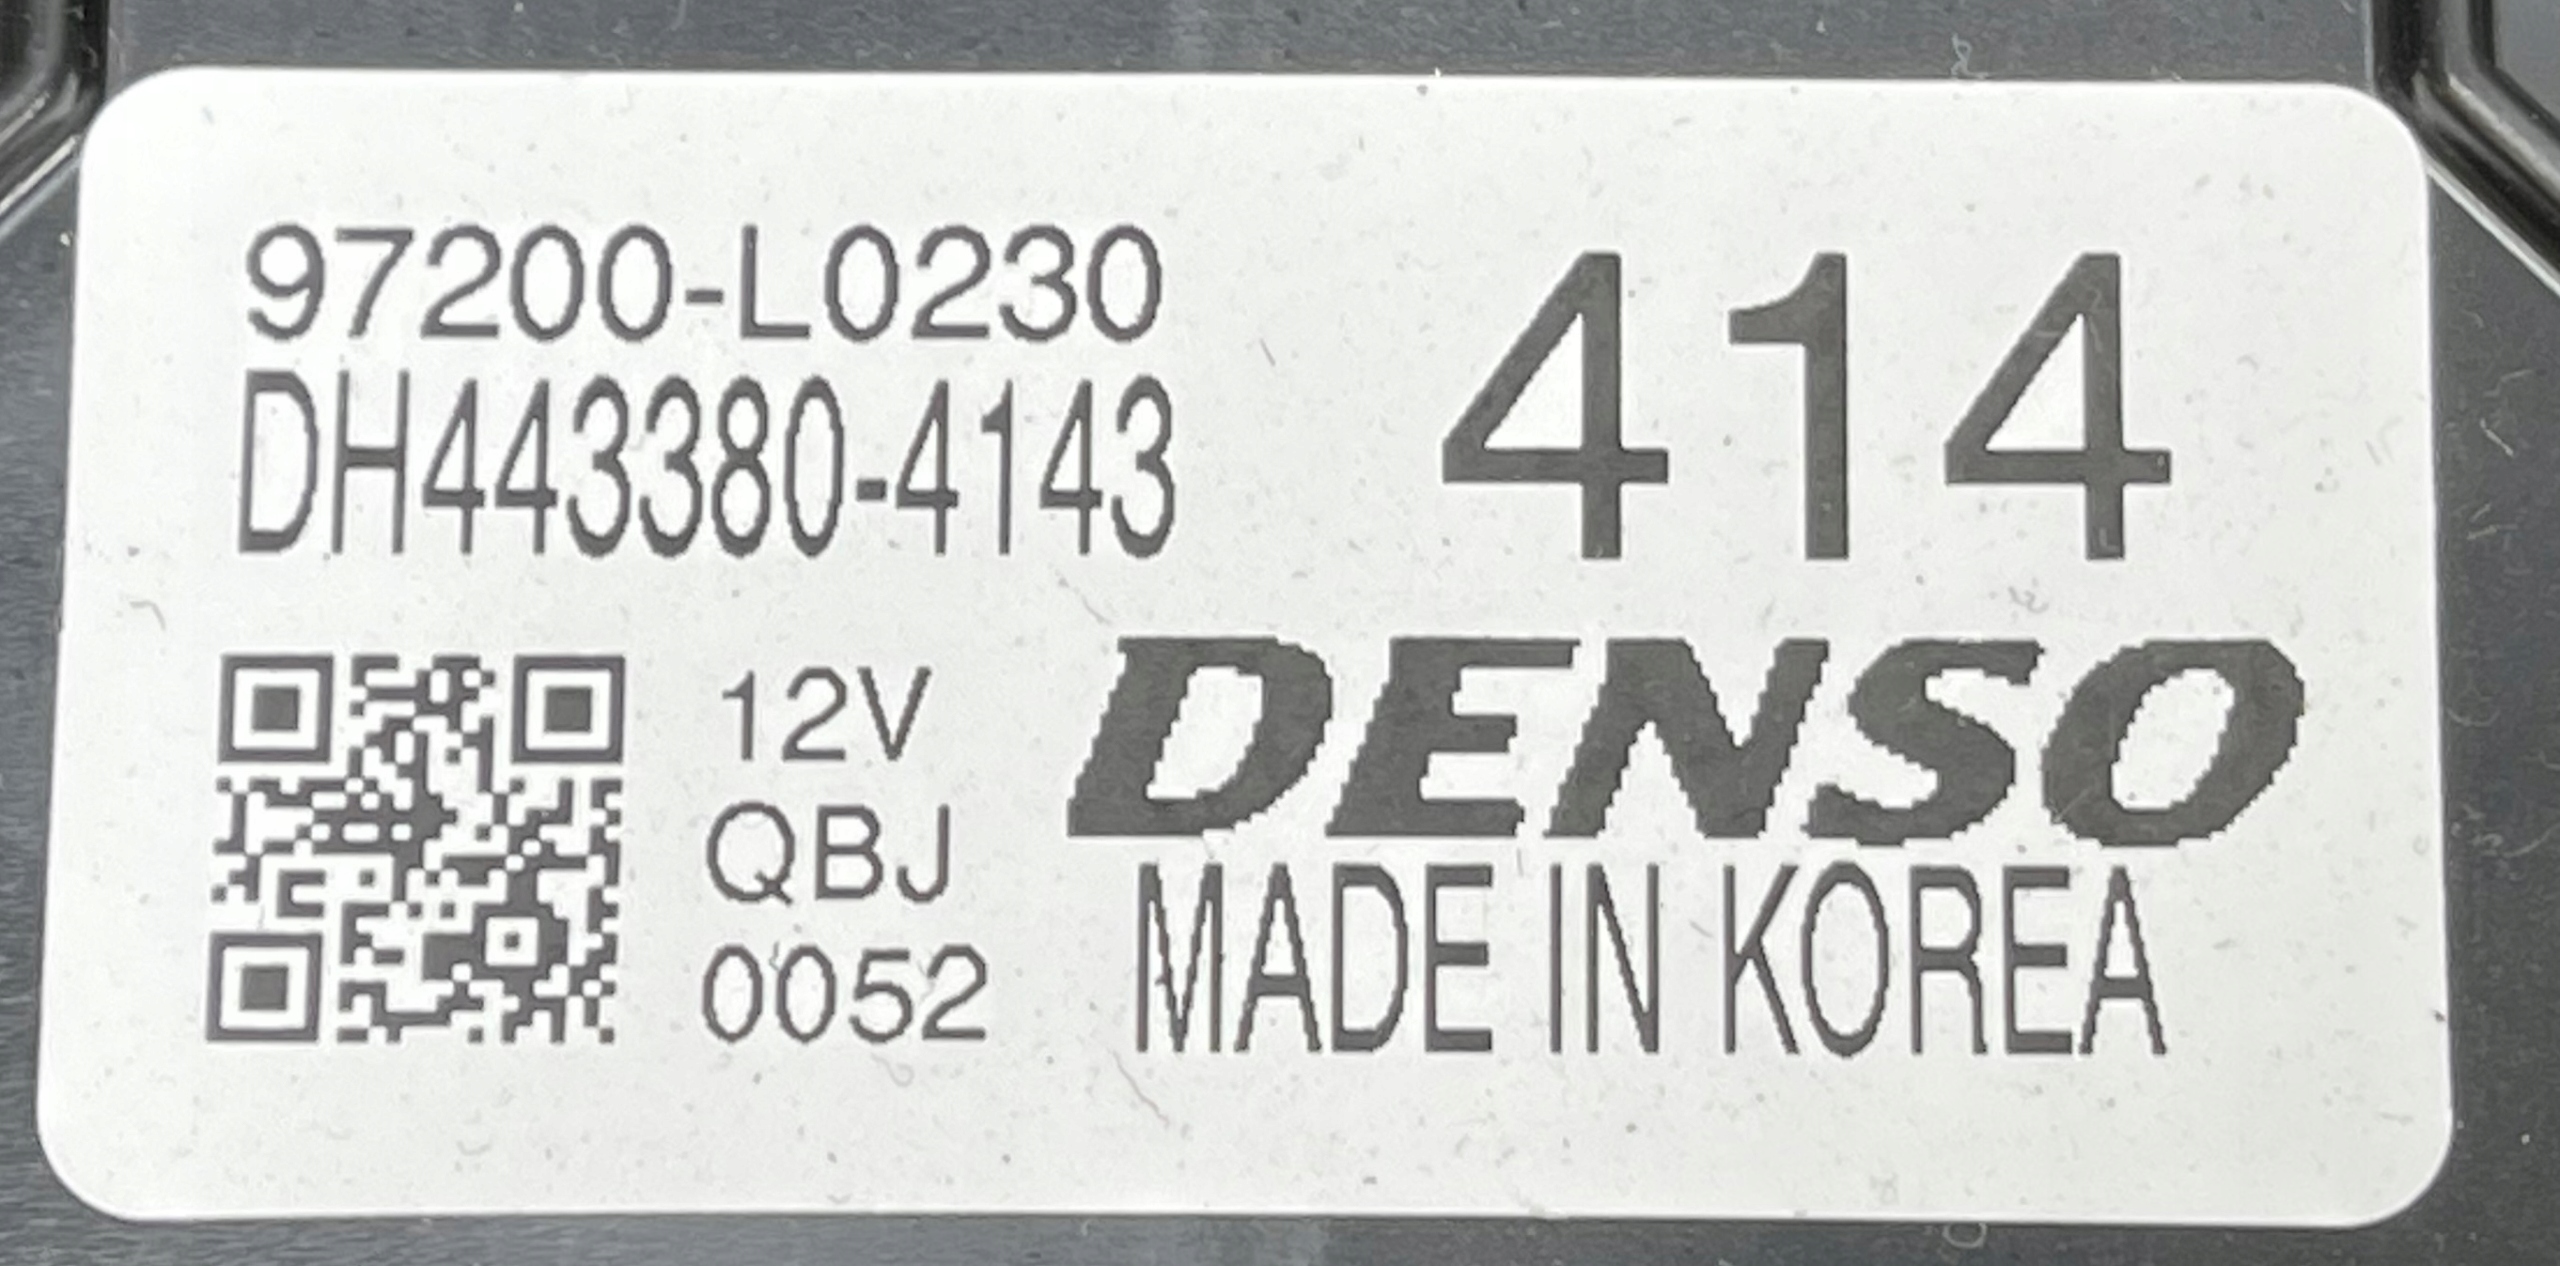 97200-L0230
DH443380-4143
414
12V
QBJ
0052
DENSO
MADE IN KOREA